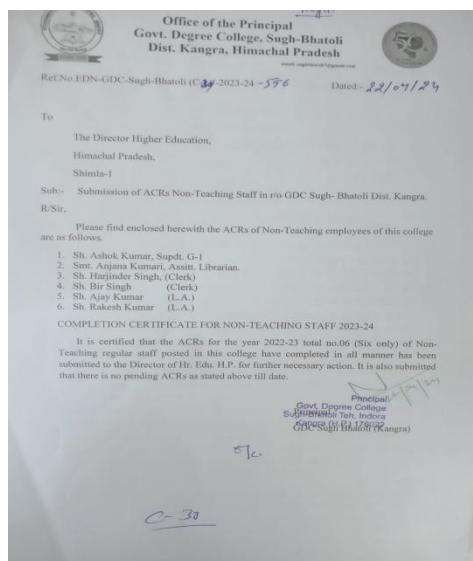 Office of the Principal
Govt. Degree College, Sugh-Bhatoli
Dist. Kangra, Himachal Pradesh
Ref.No.EDN-GDC-Sugh-Bhatoli (C -2023-24 -596
Dated:- 22/04/24
To
The Director Higher Education,
Himachal Pradesh,
Shimla-1
Sub:- Submission of ACRs Non-Teaching Staff in r/o GDC Sugh- Bhatoli Dist. Kangra.
R/Sir,
Please find enclosed herewith the ACRs of Non-Teaching employees of this college
are as follows.
1. Sh. Ashok Kumar, Supdt. G-1
2. Smt. Anjana Kumari, Assitt. Librarian.
3. Sh. Harjinder Singh, (Clerk)
4. Sh. Bir Singh (Clerk)
5. Sh. Ajay Kumar (L.A.)
6. Sh. Rakesh Kumar (L.A.)
COMPLETION CERTIFICATE FOR NON-TEACHING STAFF 2023-24
It is certified that the ACRs for the year 2022-23 total no.06 (Six only) of Non-
Teaching regular staff posted in this college have completed in all manner has been
submitted to the Director of Hr. Edu. H.P. for further necessary action. It is also submitted
that there is no pending ACRs as stated above till date.
Principal
Govt. Degree College
Sugh-Bhatoli Teh. Indora
Kangra (H.P.) 176022
GDC Sugh Bhatoli (Kangra)
o/c
C-30